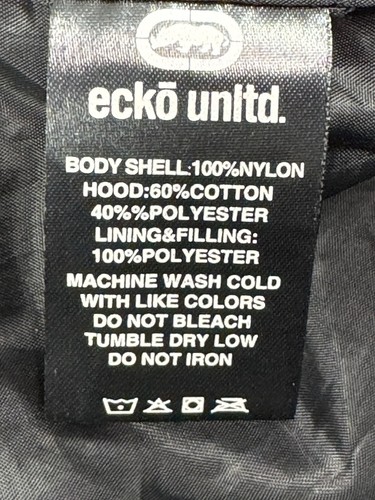 eckō unltd.
BODY SHELL:100%NYLON
HOOD:60%COTTON
40%%POLYESTER
LINING&FILLING:
100%POLYESTER
MACHINE WASH COLD
WITH LIKE COLORS
DO NOT BLEACH
TUMBLE DRY LOW
DO NOT IRON